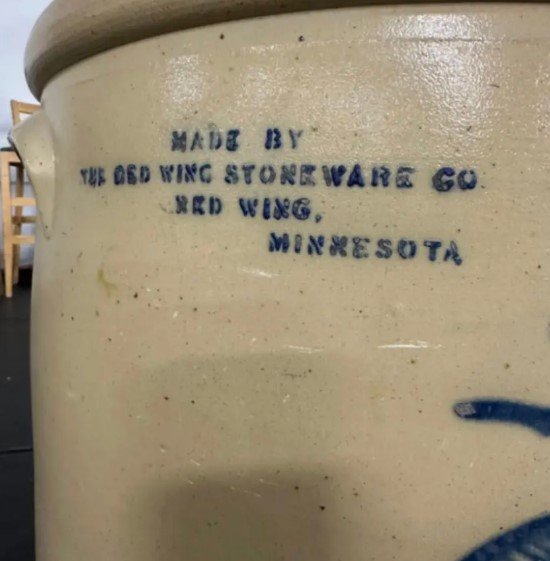 MADE BY
THE RED WING STONEWARE CO.
RED WING,
MINNESOTA